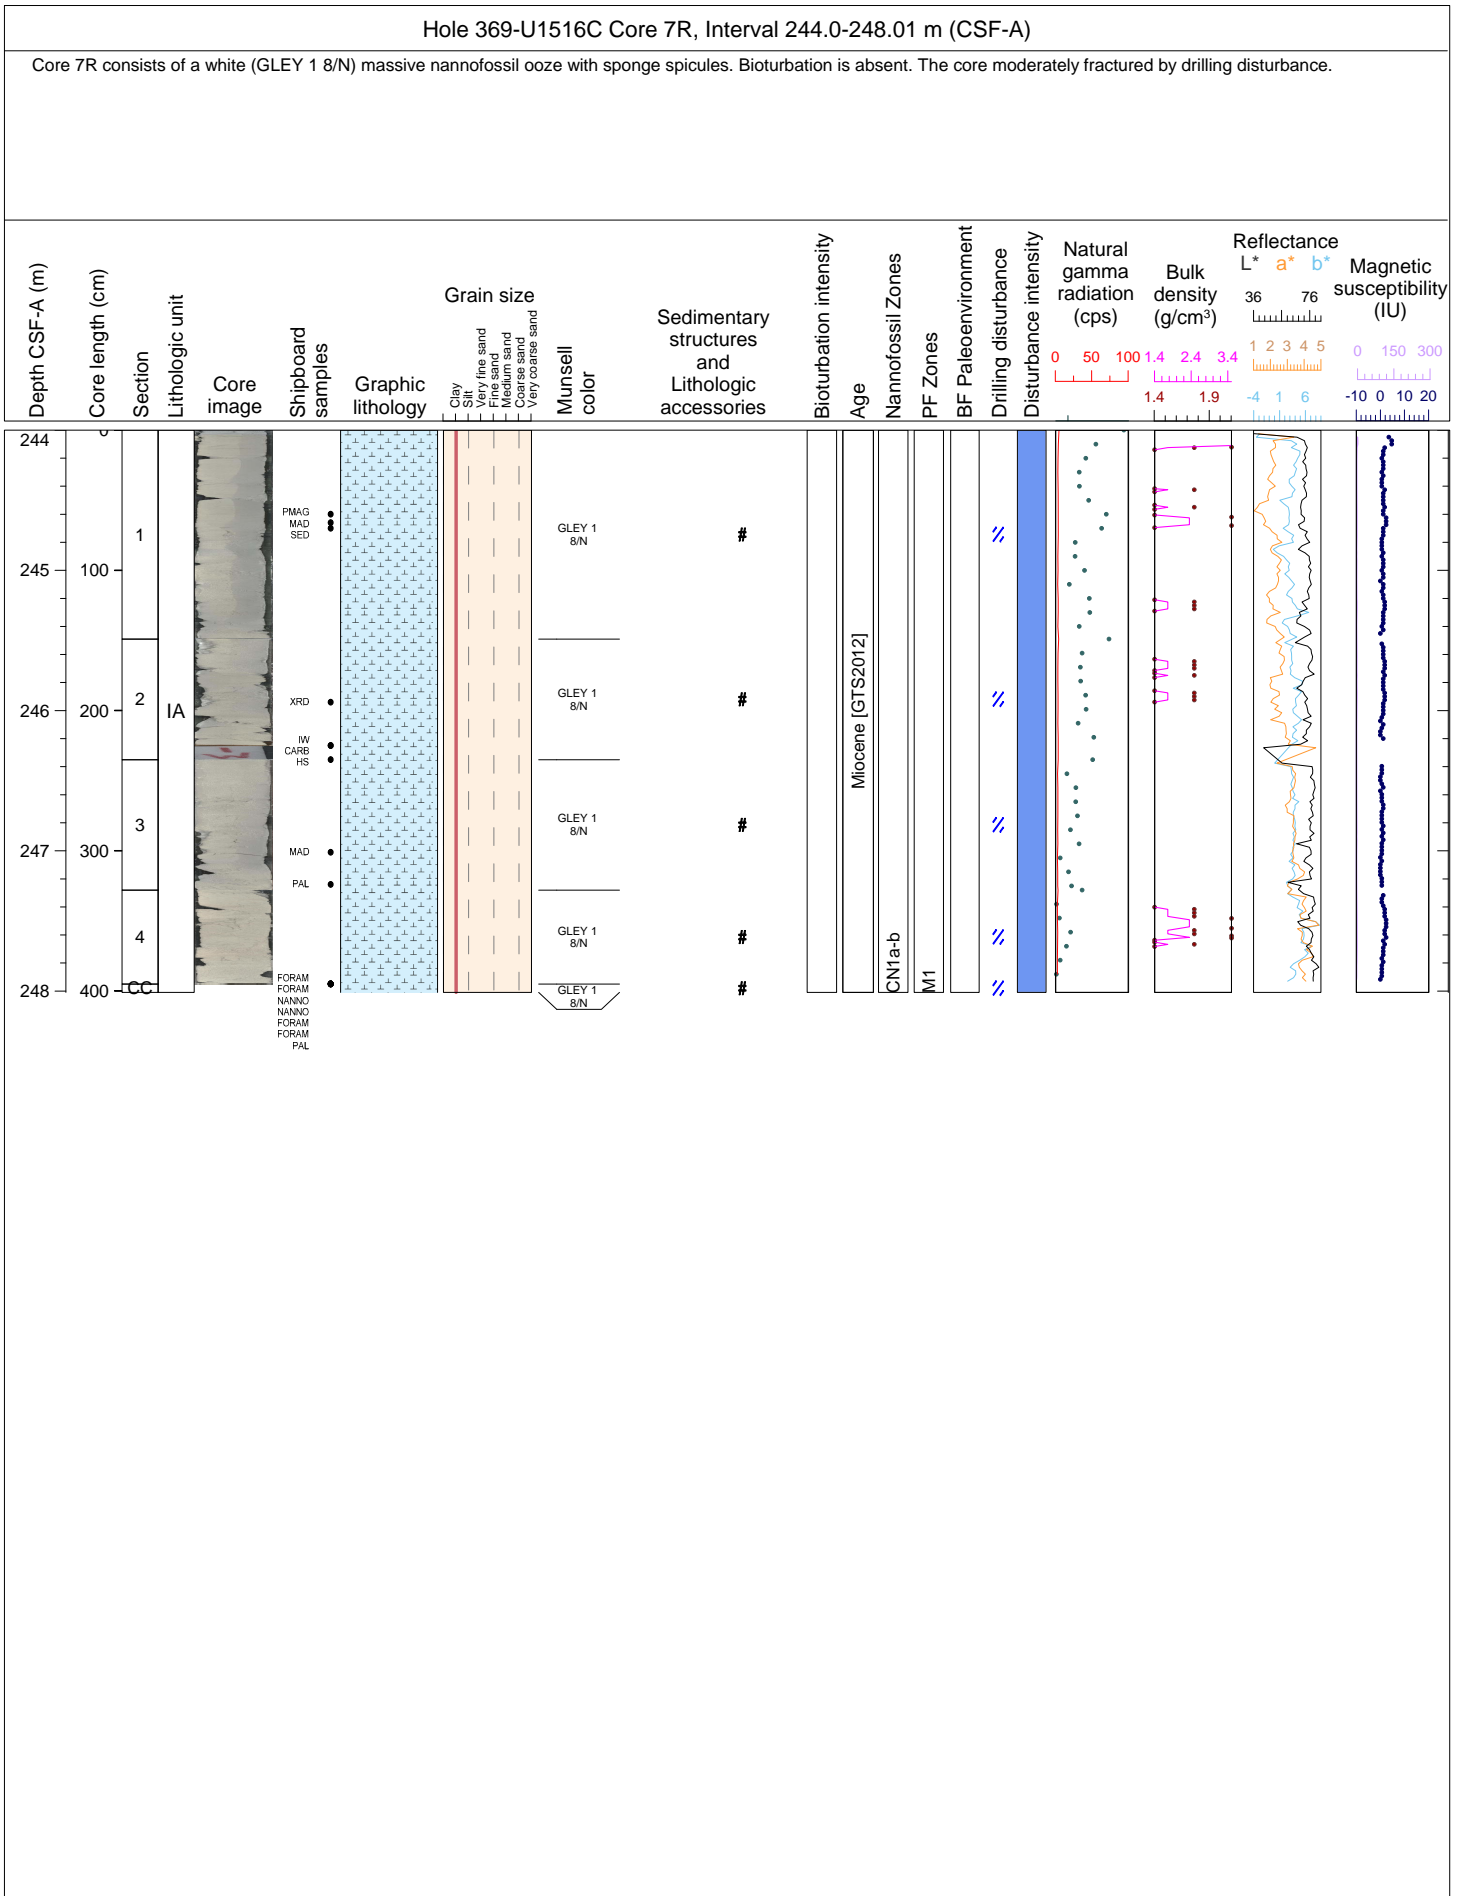 Hole 369-U1516C Core 7R, Interval 244.0-248.01 m (CSF-A)
Core 7R consists of a white (GLEY 1 8/N) massive nannofossil ooze with sponge spicules. Bioturbation is absent. The core moderately fractured by drilling disturbance.
Depth CSF-A (m)
Core length (cm)
Section
Lithologic unit
Core
image
Shipboard
samples
Graphic
lithology
Grain size
Clay
Silt
Very fine sand
Fine sand
Medium sand
Coarse sand
Very coarse sand
Munsell
color
Sedimentary
structures
and
Lithologic
accessories
Bioturbation intensity
Age
Nannofossil Zones
PF Zones
BF Paleoenvironment
Drilling disturbance
Disturbance intensity
Natural
gamma
radiation
(cps)
0 50 100
Bulk
density
(g/cm³)
1.4 2.4 3.4
1.4 1.9
Reflectance
L* a* b*
36 76
1 2 3 4 5
-4 1 6
Magnetic
susceptibility
(IU)
0 150 300
-10 0 10 20
244
245
246
247
248
0
100
200
300
400
1
2
3
4
CC
IA
PMAG
MAD
SED
XRD
IW
CARB
HS
MAD
PAL
FORAM
FORAM
NANNO
NANNO
FORAM
FORAM
PAL
GLEY 1
8/N
GLEY 1
8/N
GLEY 1
8/N
GLEY 1
8/N
GLEY 1
8/N
#
#
#
#
#
Miocene [GTS2012]
CN1a-b
M1